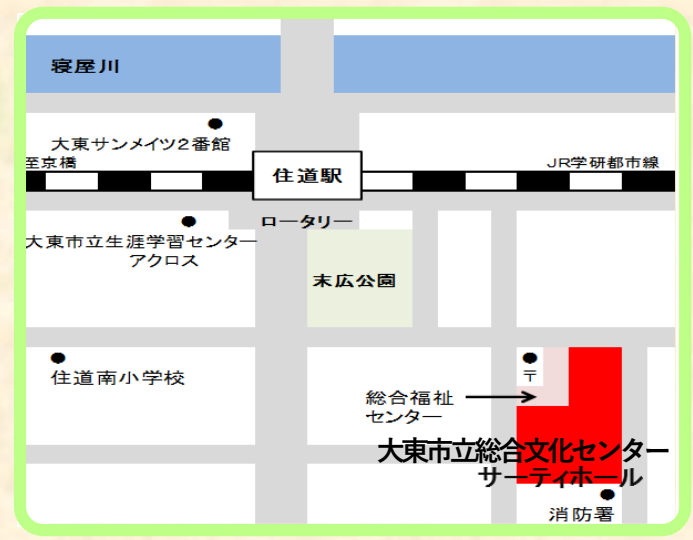 寝屋川
大東サンメイツ2番館
至京橋
住道駅
JR学研都市線
ロータリー
大東市立生涯学習センター
アクロス
末広公園
住道南小学校
〒
総合福祉
センター
大東市立総合文化センター
サーティホール
消防署